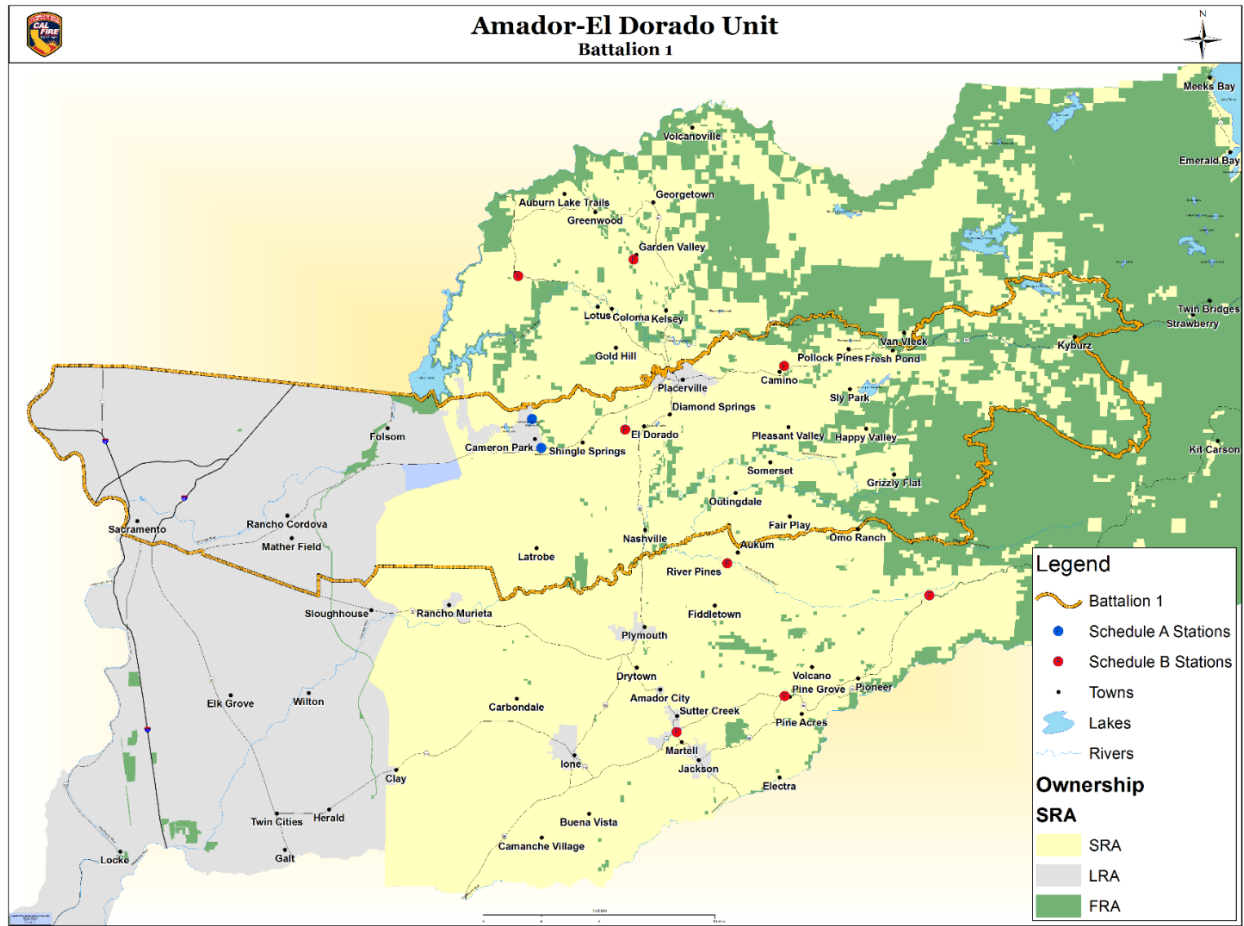 Amador-El Dorado Unit
Battalion 1
CAL
FIRE
N
Meeks Bay
Volcanoville
Emerald Bay
Auburn Lake Trails
Georgetown
Greenwood
Garden Valley
Lotus
Coloma
Kelsey
Twin Bridges
Strawberry
Van Vleck
Kyburz
Gold Hill
Pollock Pines
Fresh Pond
Camino
Placerville
Sly Park
Diamond Springs
Folsom
El Dorado
Pleasant Valley
Happy Valley
Cameron Park
Shingle Springs
Kit Carson
Somerset
Grizzly Flat
Outingdale
Rancho Cordova
Sacramento
Fair Play
Mather Field
Nashville
Omo Ranch
Aukum
Latrobe
River Pines
Sloughhouse
Rancho Murieta
Fiddletown
Plymouth
Drytown
Volcano
Pioneer
Pine Grove
Amador City
Elk Grove
Wilton
Carbondale
Sutter Creek
Pine Acres
Martell
Ione
Jackson
Clay
Electra
Twin Cities
Herald
Buena Vista
Camanche Village
Locke
Galt
Legend
Battalion 1
Schedule A Stations
Schedule B Stations
Towns
Lakes
Rivers
Ownership
SRA
SRA
LRA
FRA